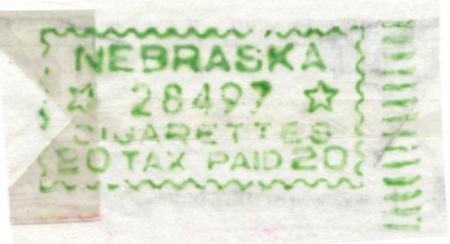 NEBRASKA
28497
CIGARETTES
20 TAX PAID 20